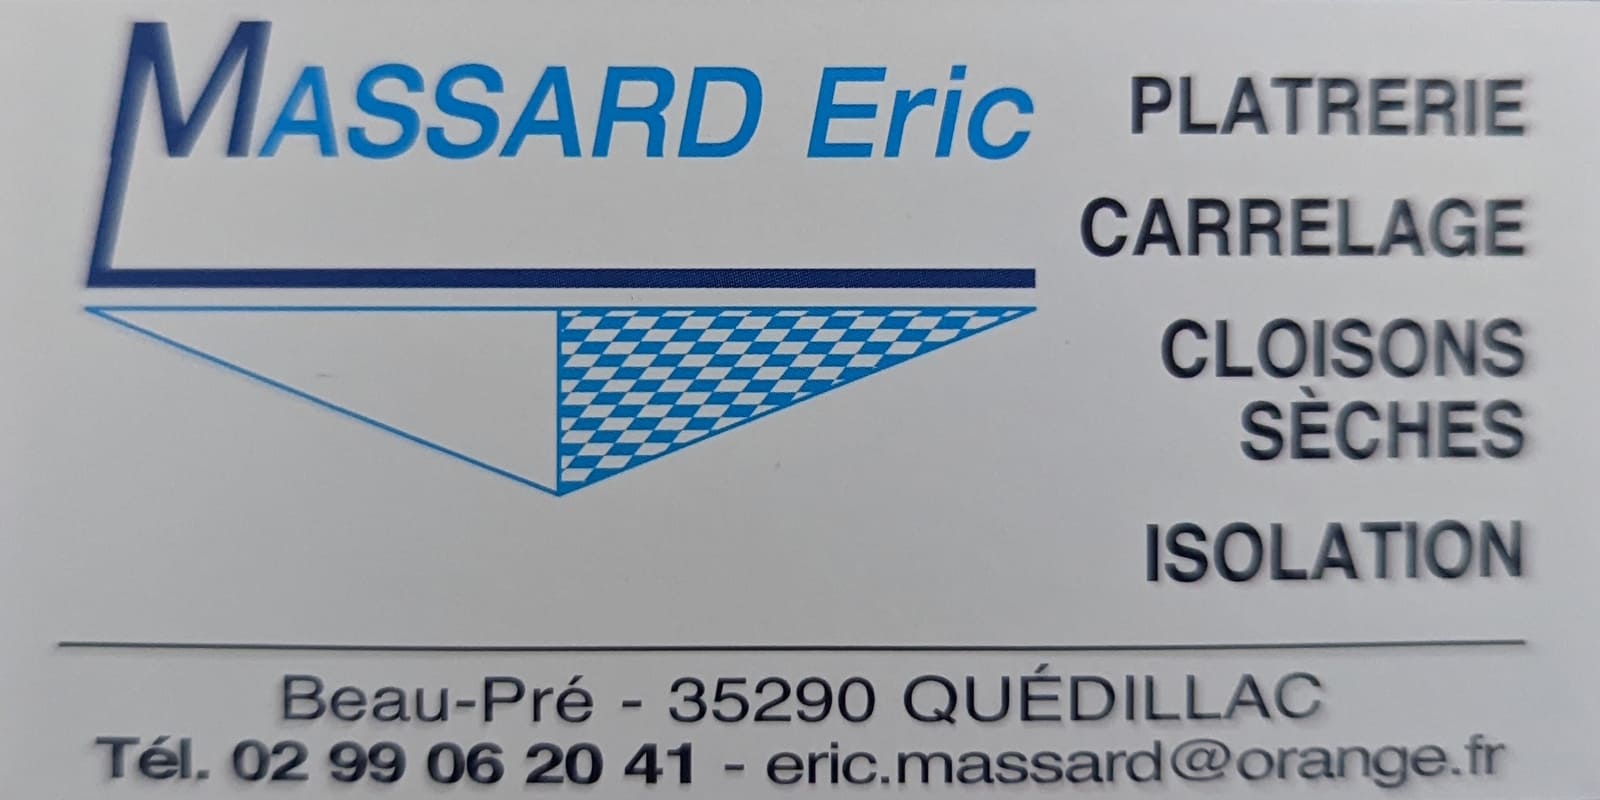 MASSARD Eric
PLATRERIE
CARRELAGE
CLOISONS
SÈCHES
ISOLATION
Beau-Pré - 35290 QUÉDILLAC
Tél. 02 99 06 20 41 - eric.massard@orange.fr